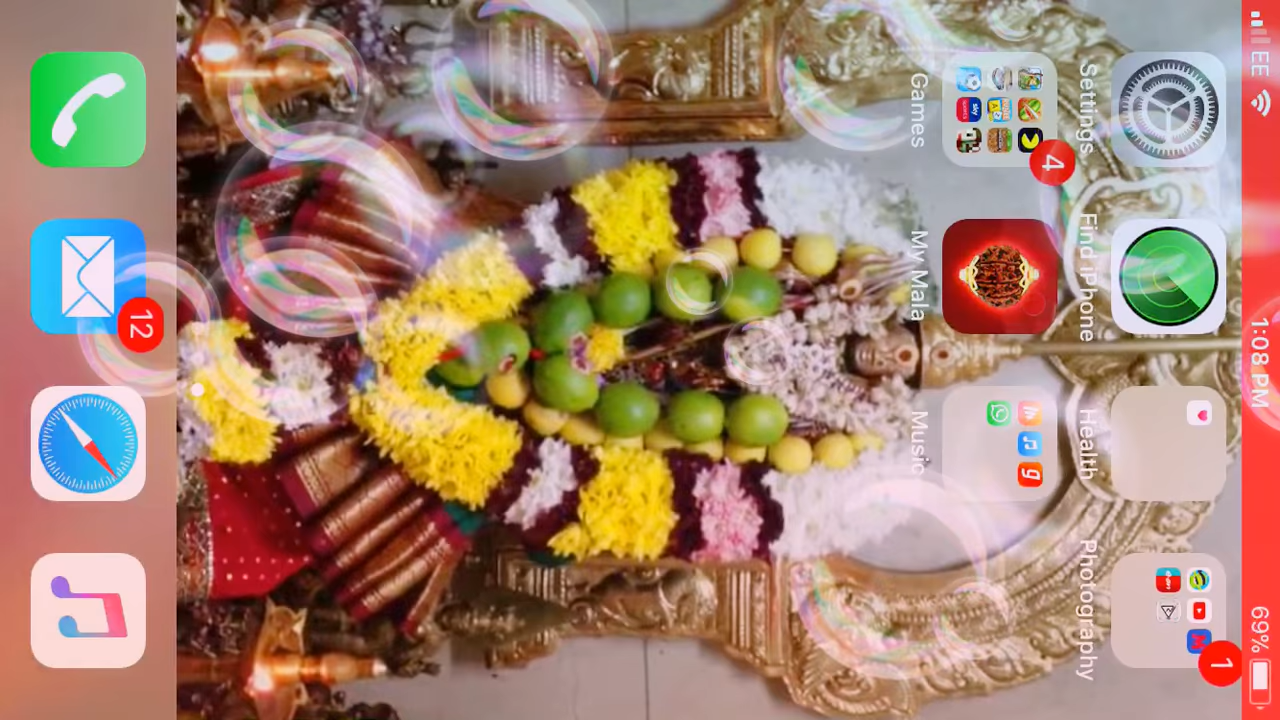 EE 1:08 PM 69%
1
Settings Find iPhone Health Photography
4
Games My Mala Music
12